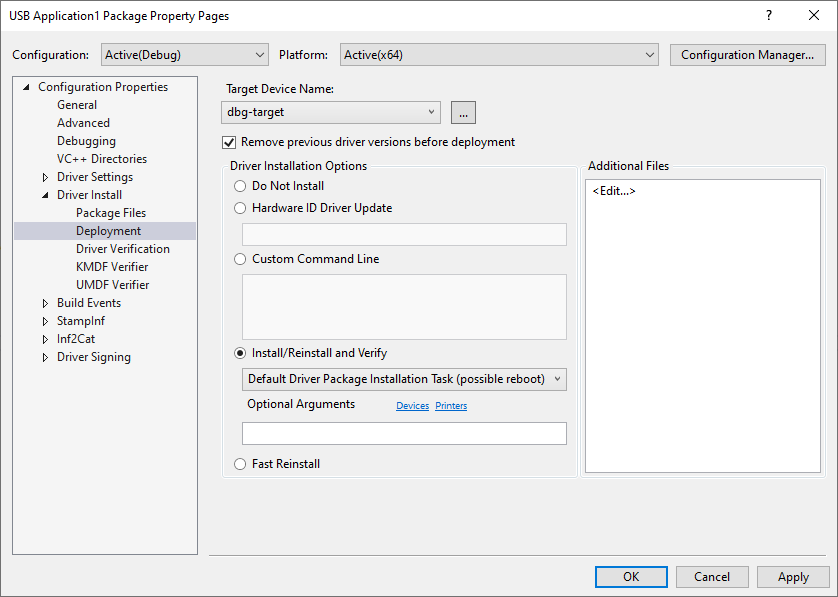 USB Application1 Package Property Pages
?
Configuration: Active(Debug) Platform: Active(x64) Configuration Manager...
Configuration Properties
General
Advanced
Debugging
VC++ Directories
Driver Settings
Driver Install
Package Files
Deployment
Driver Verification
KMDF Verifier
UMDF Verifier
Build Events
StampInf
Inf2Cat
Driver Signing
Target Device Name:
dbg-target ...
Remove previous driver versions before deployment
Driver Installation Options
Do Not Install
Hardware ID Driver Update
Custom Command Line
Install/Reinstall and Verify
Default Driver Package Installation Task (possible reboot)
Optional Arguments Devices Printers
Fast Reinstall
Additional Files
<Edit...>
OK Cancel Apply